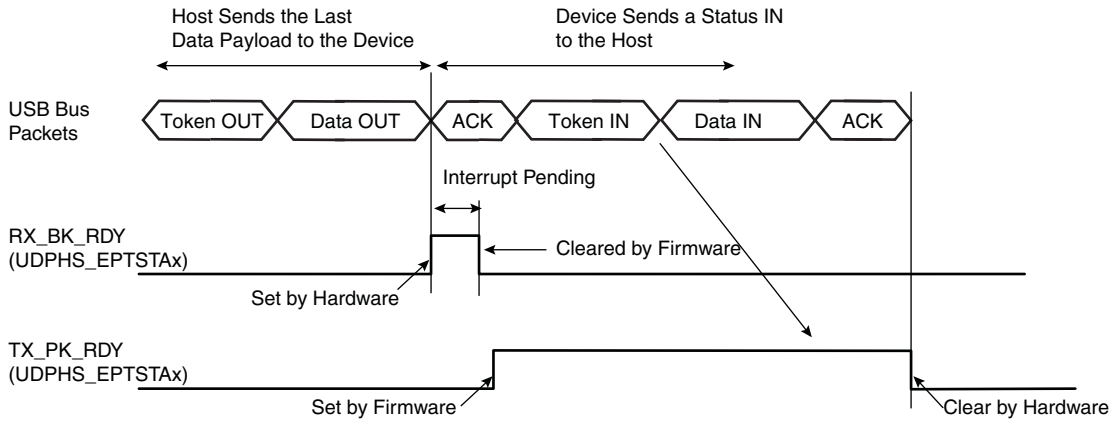 Host Sends the Last
Data Payload to the Device
Device Sends a Status IN
to the Host
USB Bus
Packets
Token OUT
Data OUT
ACK
Token IN
Data IN
ACK
Interrupt Pending
RX_BK_RDY
(UDPHS_EPTSTAx)
Cleared by Firmware
Set by Hardware
TX_PK_RDY
(UDPHS_EPTSTAx)
Set by Firmware
Clear by Hardware